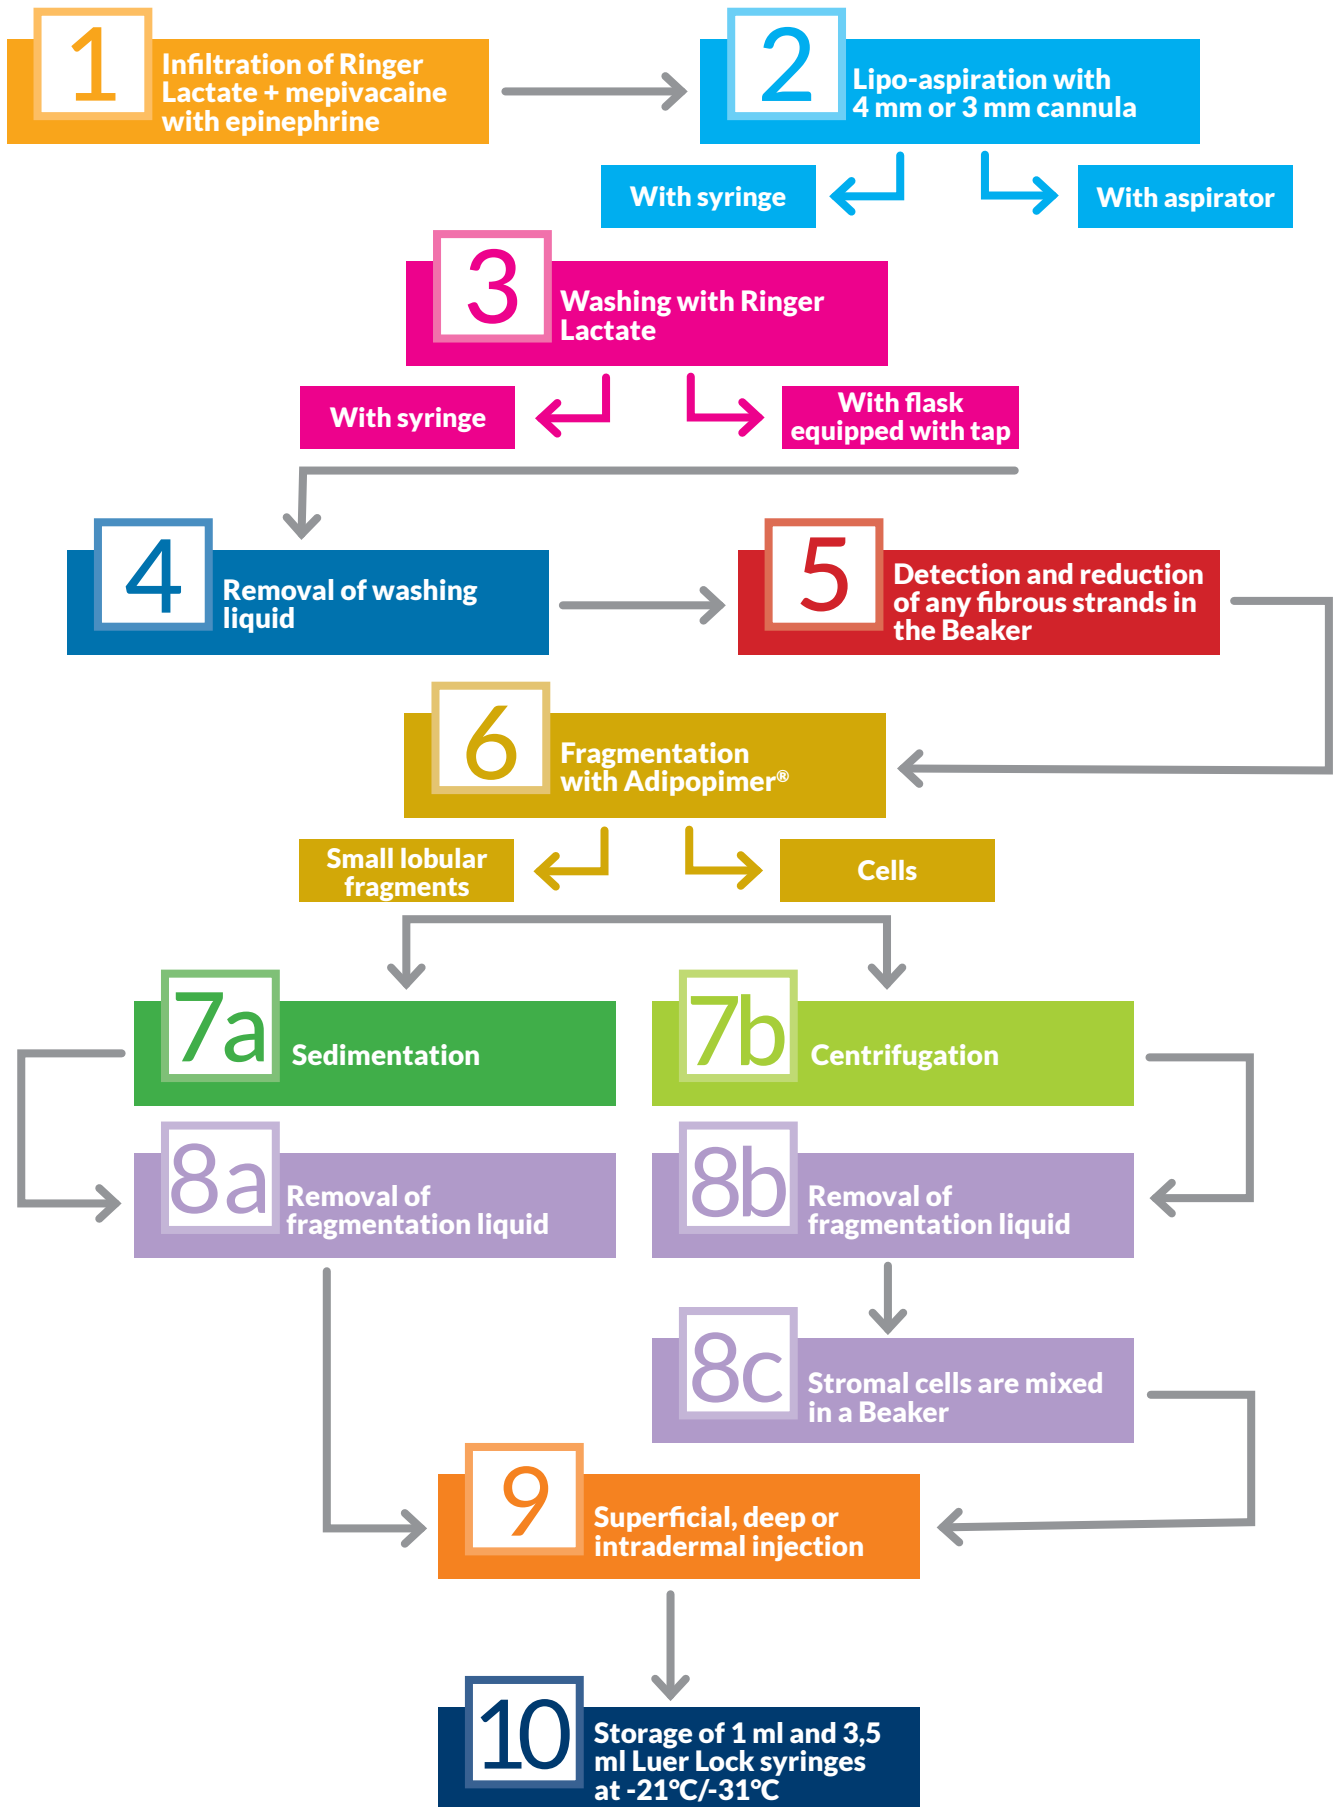 1
Infiltration of Ringer
Lactate + mepivacaine
with epinephrine
2
Lipo-aspiration with
4 mm or 3 mm cannula
With syringe
With aspirator
3
Washing with Ringer
Lactate
With syringe
With flask
equipped with tap
4
Removal of washing
liquid
5
Detection and reduction
of any fibrous strands in
the Beaker
6
Fragmentation
with Adipopimer®
Small lobular
fragments
Cells
7a
Sedimentation
7b
Centrifugation
8a
Removal of
fragmentation liquid
8b
Removal of
fragmentation liquid
8c
Stromal cells are mixed
in a Beaker
9
Superficial, deep or
intradermal injection
10
Storage of 1 ml and 3,5
ml Luer Lock syringes
at -21°C/-31°C